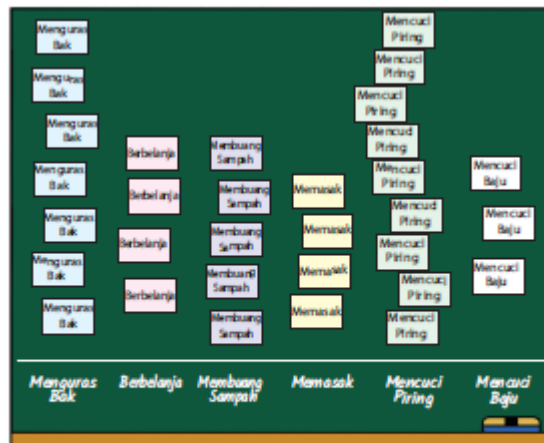 Menguras
Bak
Menguras
Bak
Menguras
Bak
Menguras
Bak
Menguras
Bak
Menguras
Bak
Menguras
Bak
Berbelanja
Berbelanja
Berbelanja
Berbelanja
Membuang
Sampah
Membuang
Sampah
Membuang
Sampah
Membuang
Sampah
Membuang
Sampah
Memasak
Memasak
Memasak
Memasak
Mencuci
Piring
Mencuci
Piring
Mencuci
Piring
Mencuci
Piring
Mencuci
Piring
Mencuci
Piring
Mencuci
Piring
Mencuci
Piring
Mencuci
Piring
Mencuci
Baju
Mencuci
Baju
Mencuci
Baju
Menguras
Bak
Berbelanja
Membuang
Sampah
Memasak
Mencuci
Piring
Mencuci
Baju